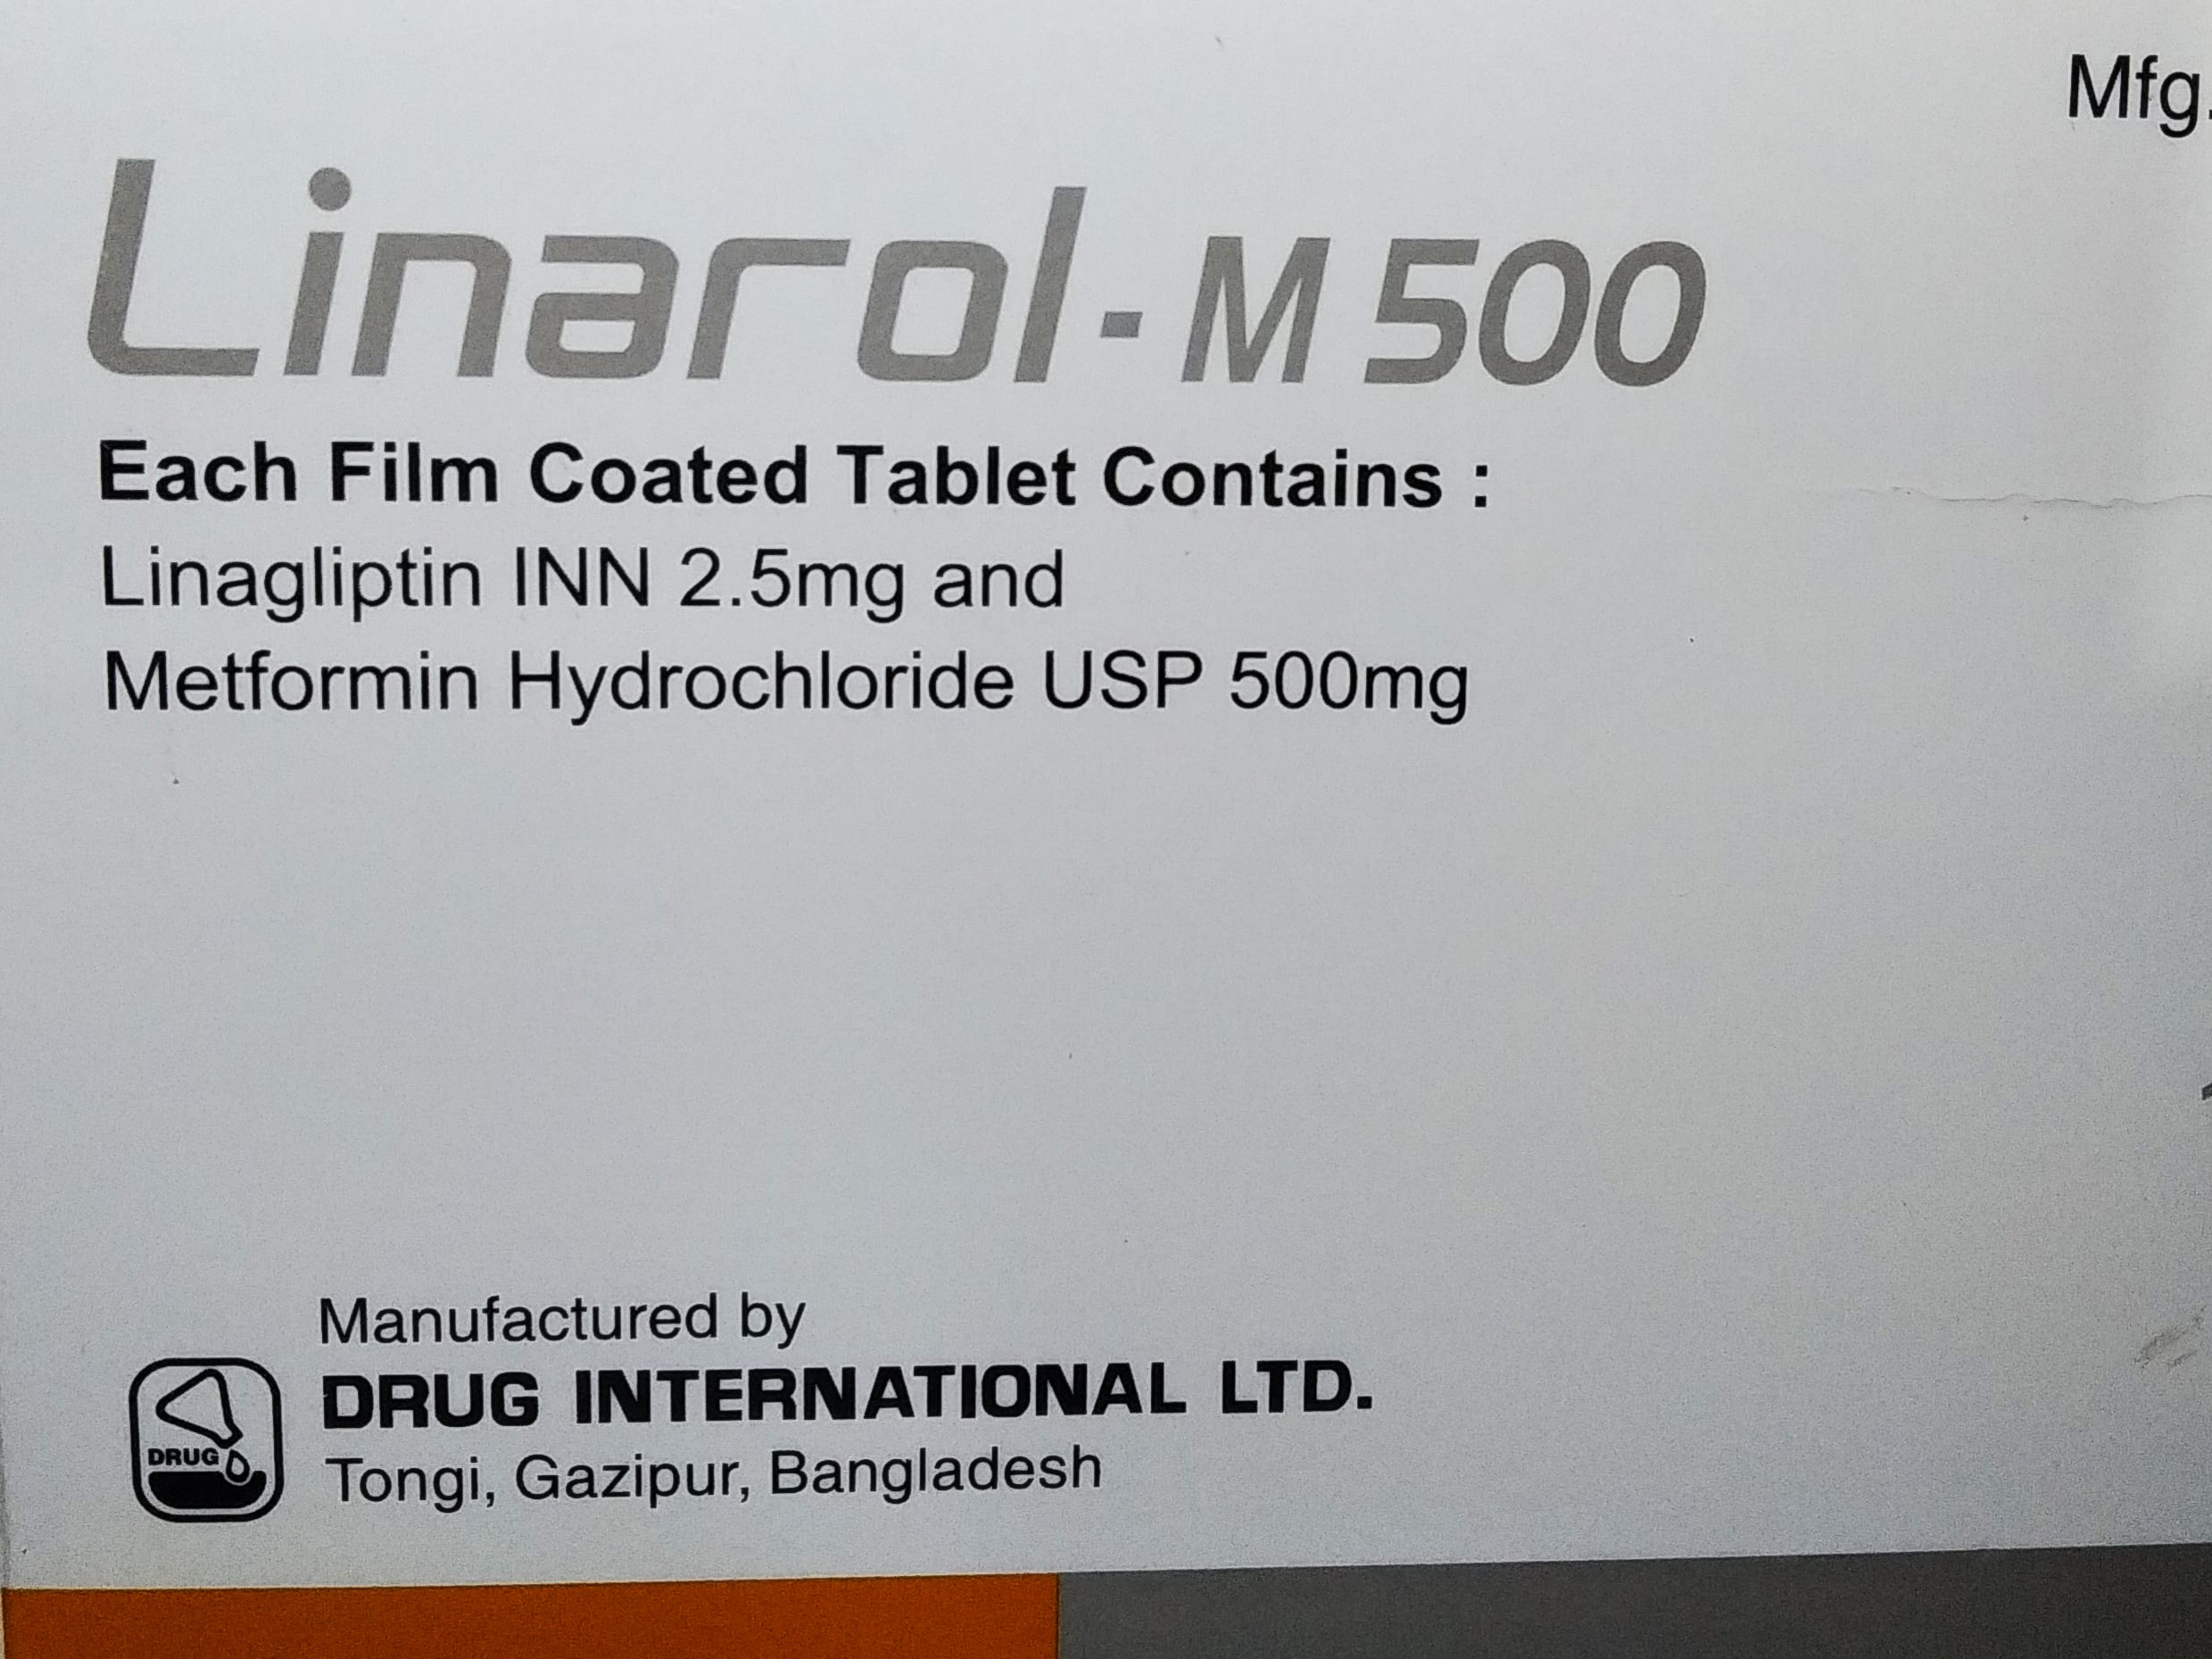 Mfg.
Linarol - M 500
Each Film Coated Tablet Contains :
Linagliptin INN 2.5mg and
Metformin Hydrochloride USP 500mg
Manufactured by
DRUG INTERNATIONAL LTD.
DRUG
Tongi, Gazipur, Bangladesh